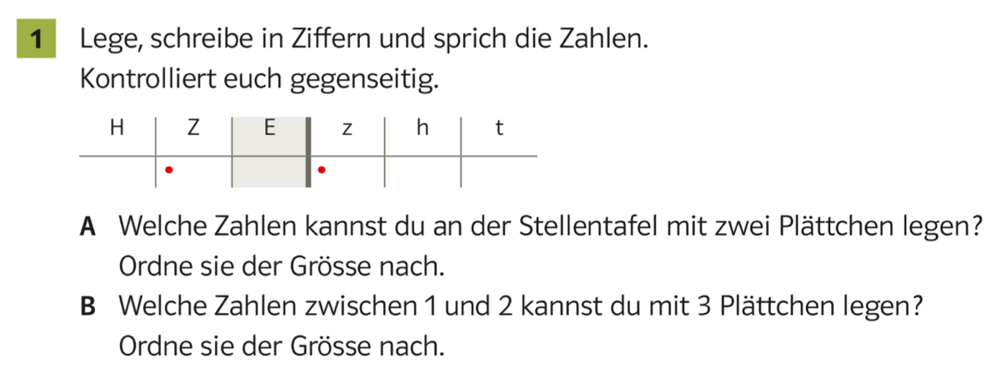 1 Lege, schreibe in Ziffern und sprich die Zahlen.
Kontrolliert euch gegenseitig.
H Z E z h t
A Welche Zahlen kannst du an der Stellentafel mit zwei Plättchen legen?
Ordne sie der Grösse nach.
B Welche Zahlen zwischen 1 und 2 kannst du mit 3 Plättchen legen?
Ordne sie der Grösse nach.